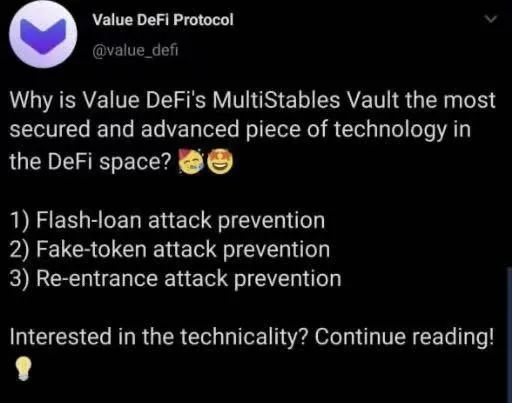 Value DeFi Protocol
@value_defi
Why is Value DeFi's MultiStables Vault the most
secured and advanced piece of technology in
the DeFi space? 🥳🤩
1) Flash-loan attack prevention
2) Fake-token attack prevention
3) Re-entrance attack prevention
Interested in the technicality? Continue reading!
💡